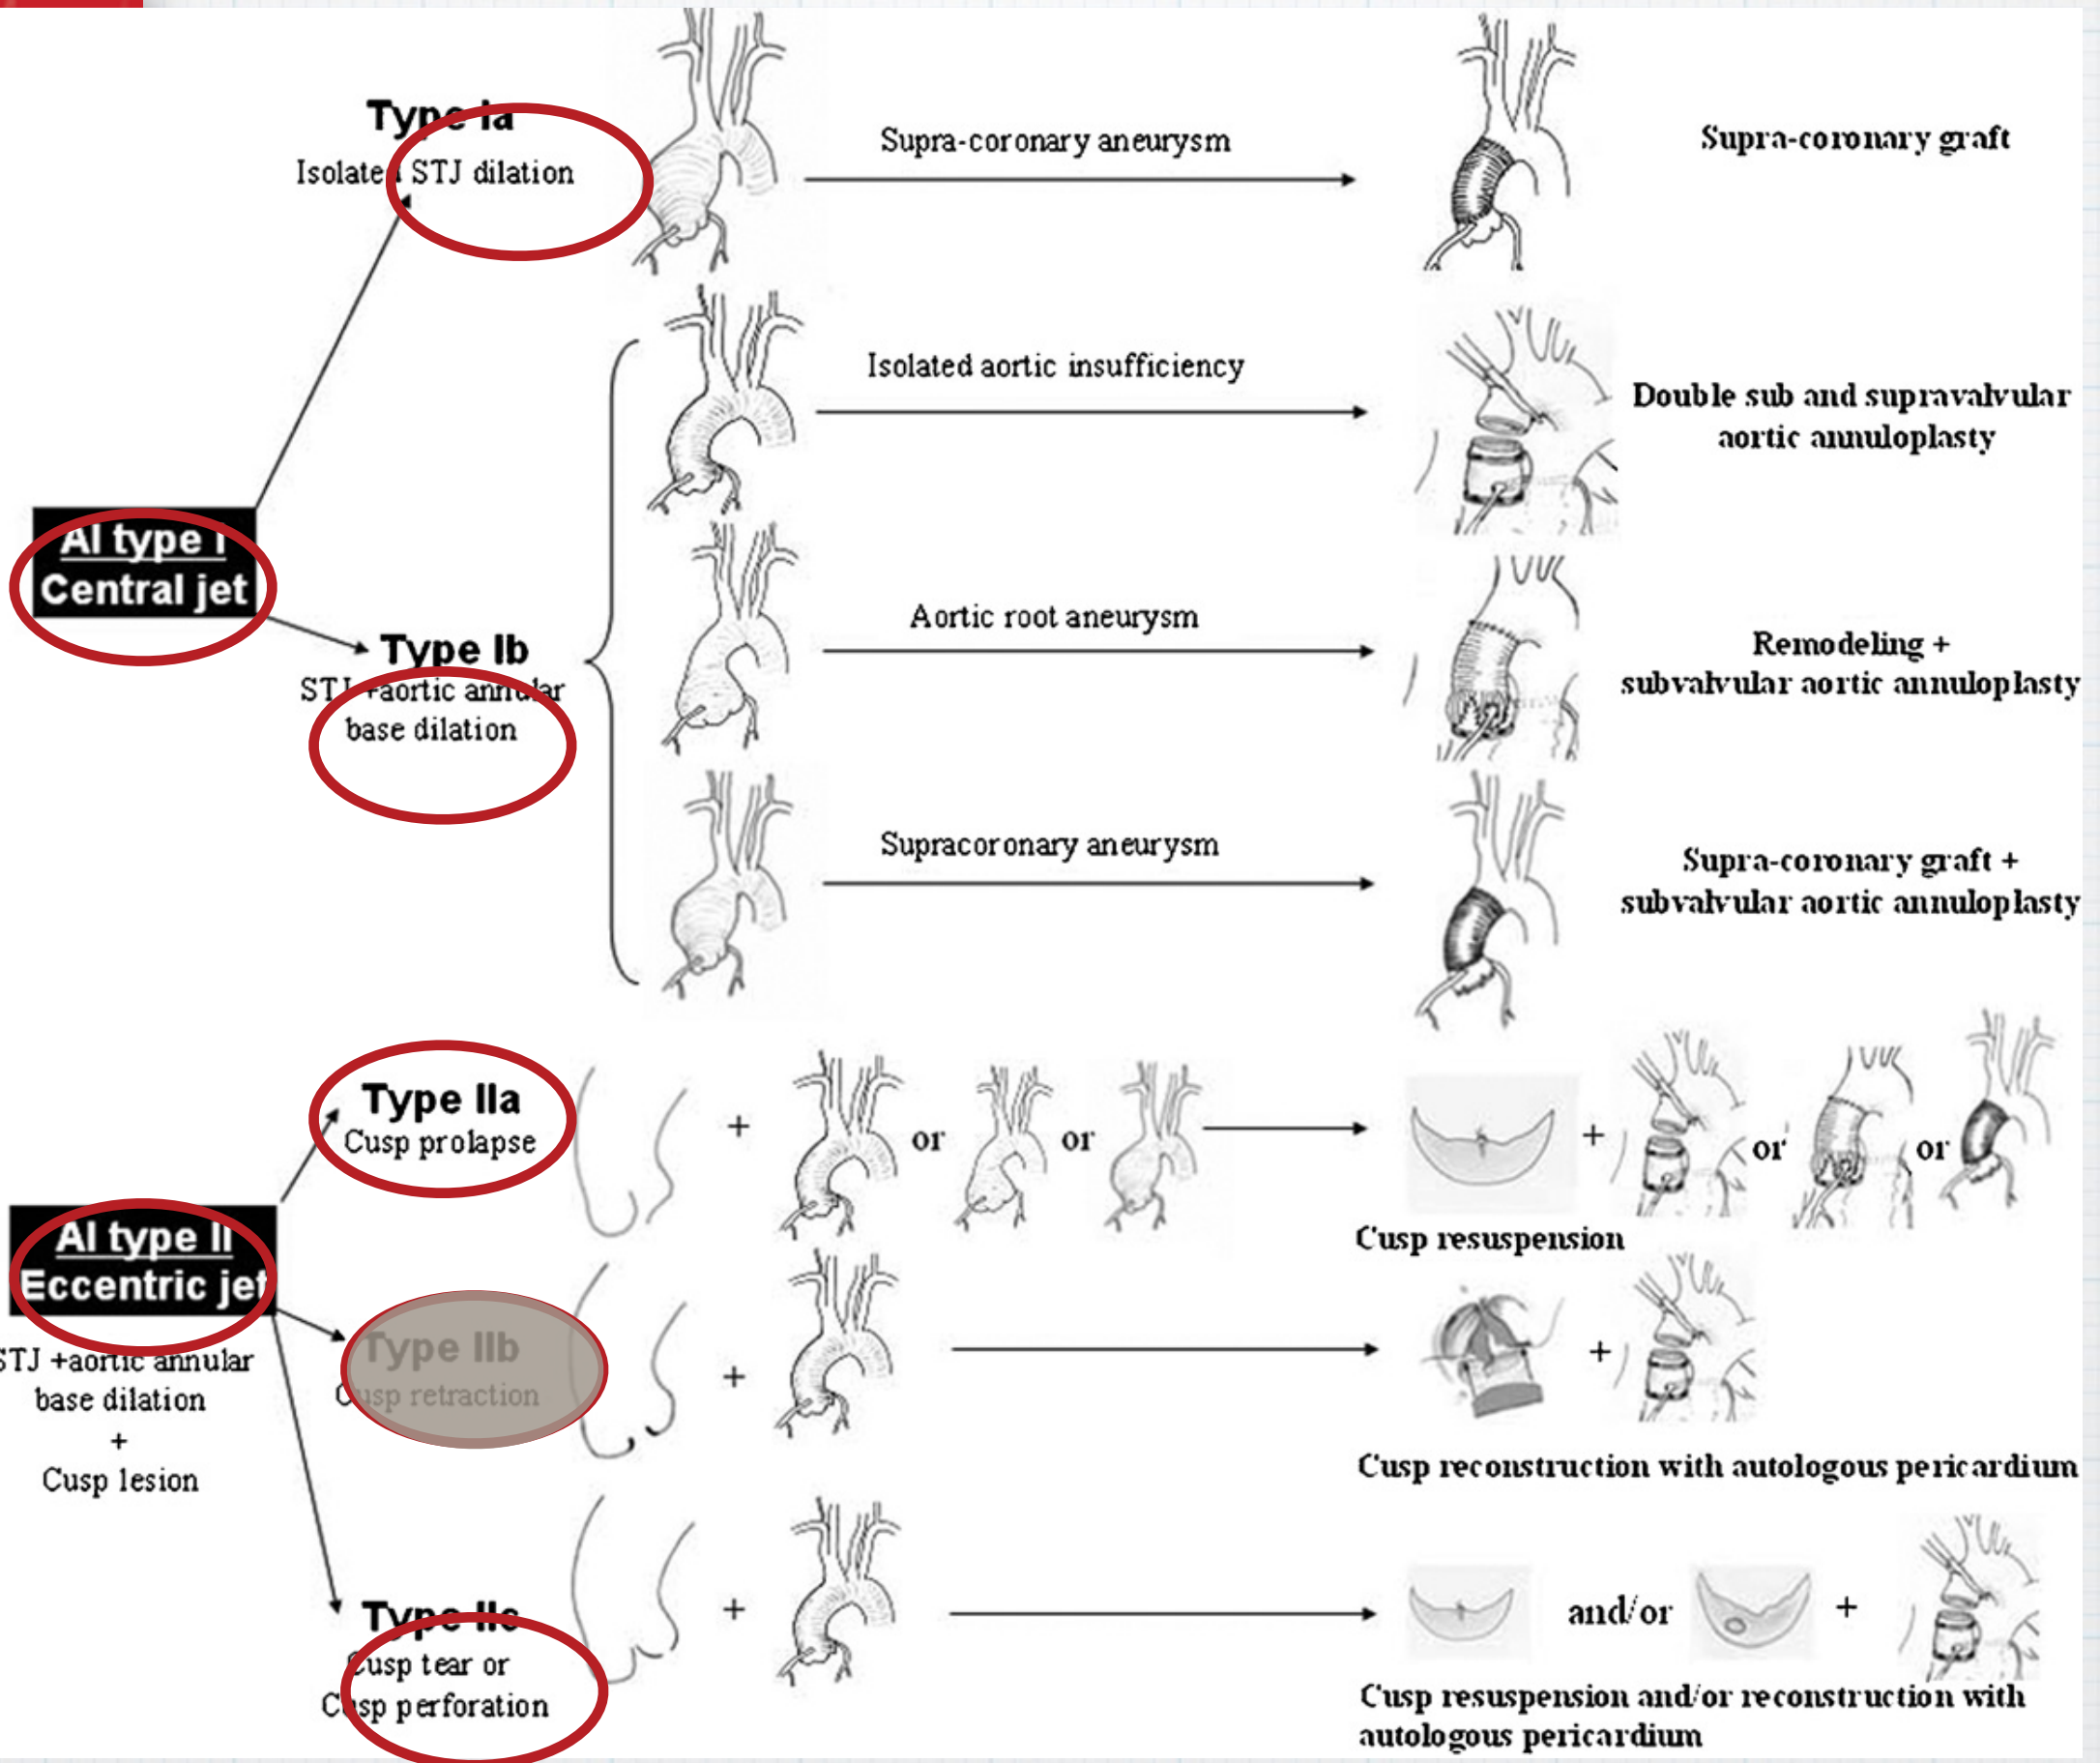 Type Ia
Isolated STJ dilation
Supra-coronary aneurysm
Supra-coronary graft
Isolated aortic insufficiency
Double sub and supravalvular
aortic annuloplasty
AI type I
Central jet
Type Ib
STJ +aortic annular
base dilation
Aortic root aneurysm
Remodeling +
subvalvular aortic annuloplasty
Supracoronary aneurysm
Supra-coronary graft +
subvalvular aortic annuloplasty
Type IIa
Cusp prolapse
+
or
or
+
or
or
Cusp resuspension
AI type II
Eccentric jet
STJ +aortic annular
base dilation
+
Cusp lesion
Type IIb
Cusp retraction
+
+
Cusp reconstruction with autologous pericardium
Type IIc
Cusp tear or
Cusp perforation
+
and/or
+
Cusp resuspension and/or reconstruction with
autologous pericardium